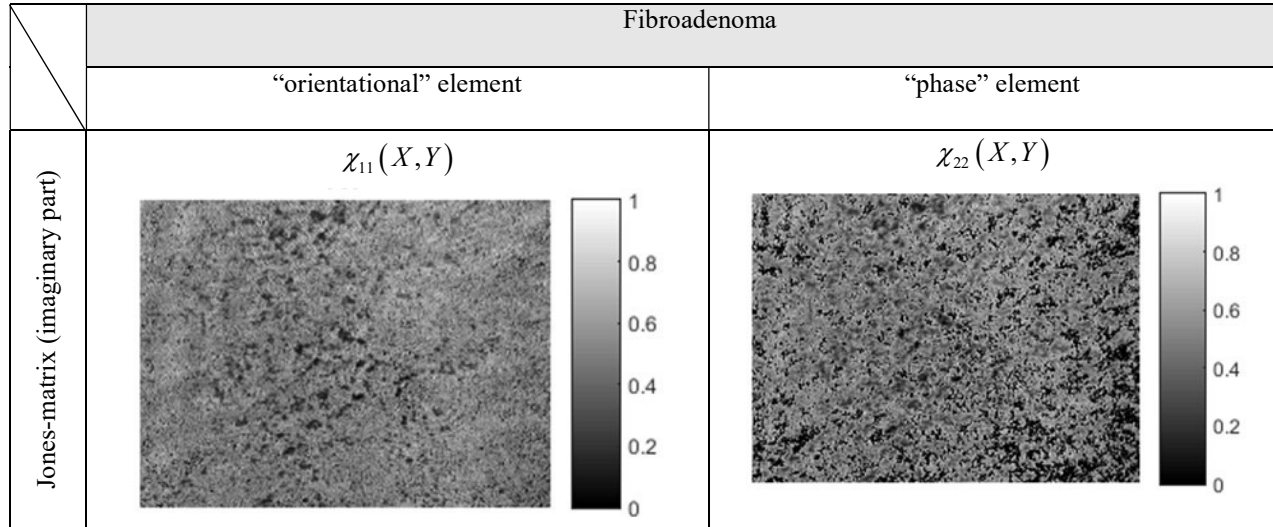 Fibroadenoma
“orientational” element
“phase” element
Jones-matrix (imaginary part)
χ₁₁(X,Y)
1
0.8
0.6
0.4
0.2
0
χ₂₂(X,Y)
1
0.8
0.6
0.4
0.2
0